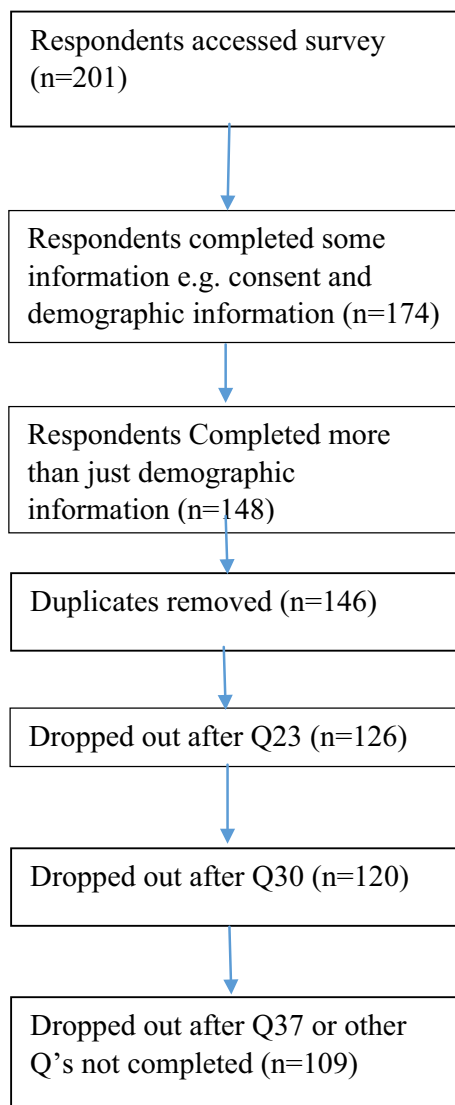 Respondents accessed survey
(n=201)
Respondents completed some
information e.g. consent and
demographic information (n=174)
Respondents Completed more
than just demographic
information (n=148)
Duplicates removed (n=146)
Dropped out after Q23 (n=126)
Dropped out after Q30 (n=120)
Dropped out after Q37 or other
Q’s not completed (n=109)